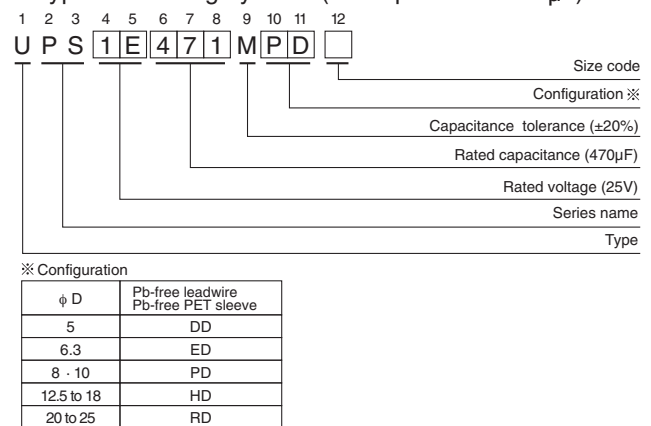 1 2 3 4 5 6 7 8 9 10 11 12
U P S 1 E 4 7 1 M P D
Size code
Configuration ※
Capacitance tolerance (±20%)
Rated capacitance (470µF)
Rated voltage (25V)
Series name
Type
※ Configuration
φ D Pb-free leadwire
Pb-free PET sleeve
5 DD
6.3 ED
8 · 10 PD
12.5 to 18 HD
20 to 25 RD